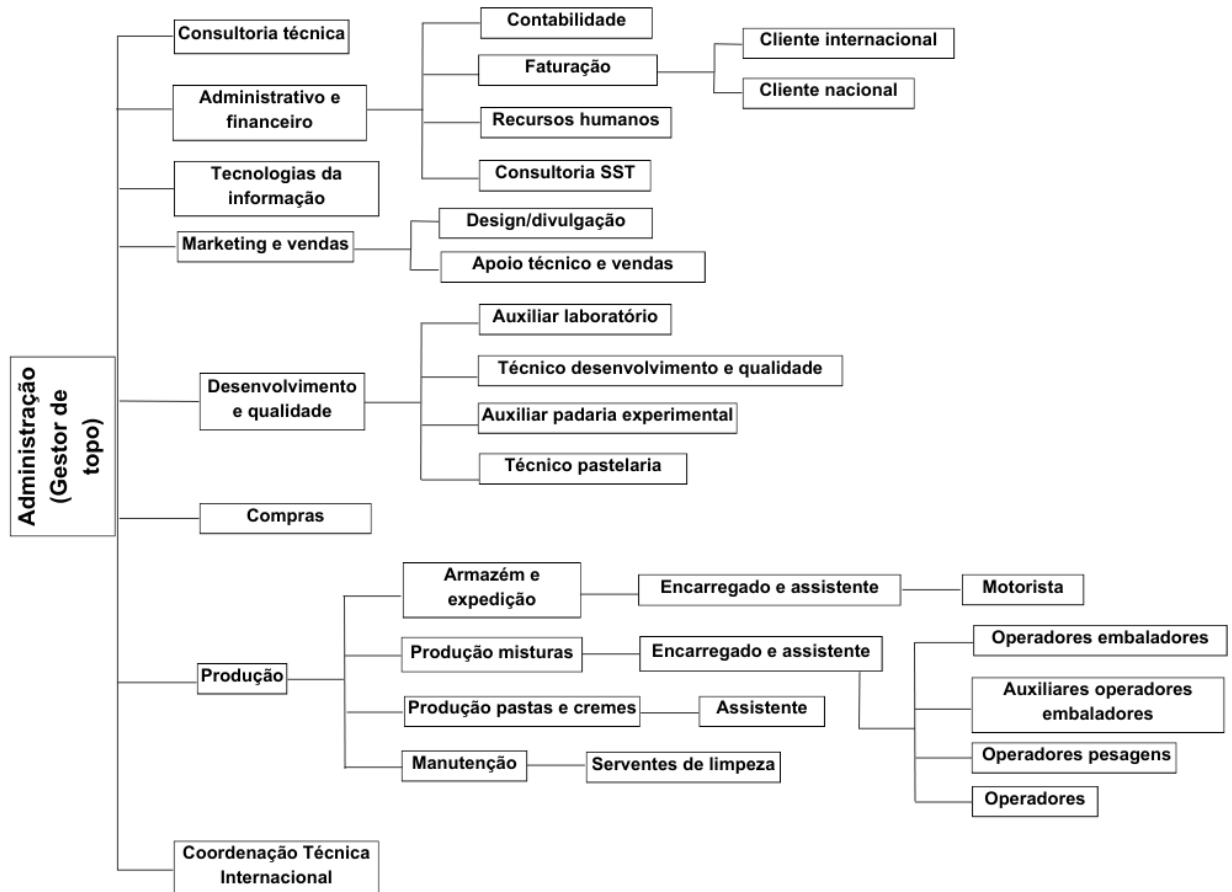 Administração
(Gestor de
topo)
Consultoria técnica
Administrativo e
financeiro
Contabilidade
Faturação
Cliente internacional
Cliente nacional
Recursos humanos
Consultoria SST
Tecnologias da
informação
Marketing e vendas
Design/divulgação
Apoio técnico e vendas
Desenvolvimento
e qualidade
Auxiliar laboratório
Técnico desenvolvimento e qualidade
Auxiliar padaria experimental
Técnico pastelaria
Compras
Produção
Armazém e
expedição
Encarregado e assistente
Motorista
Produção misturas
Encarregado e assistente
Operadores embaladores
Auxiliares operadores
embaladores
Operadores pesagens
Operadores
Produção pastas e cremes
Assistente
Manutenção
Serventes de limpeza
Coordenação Técnica
Internacional